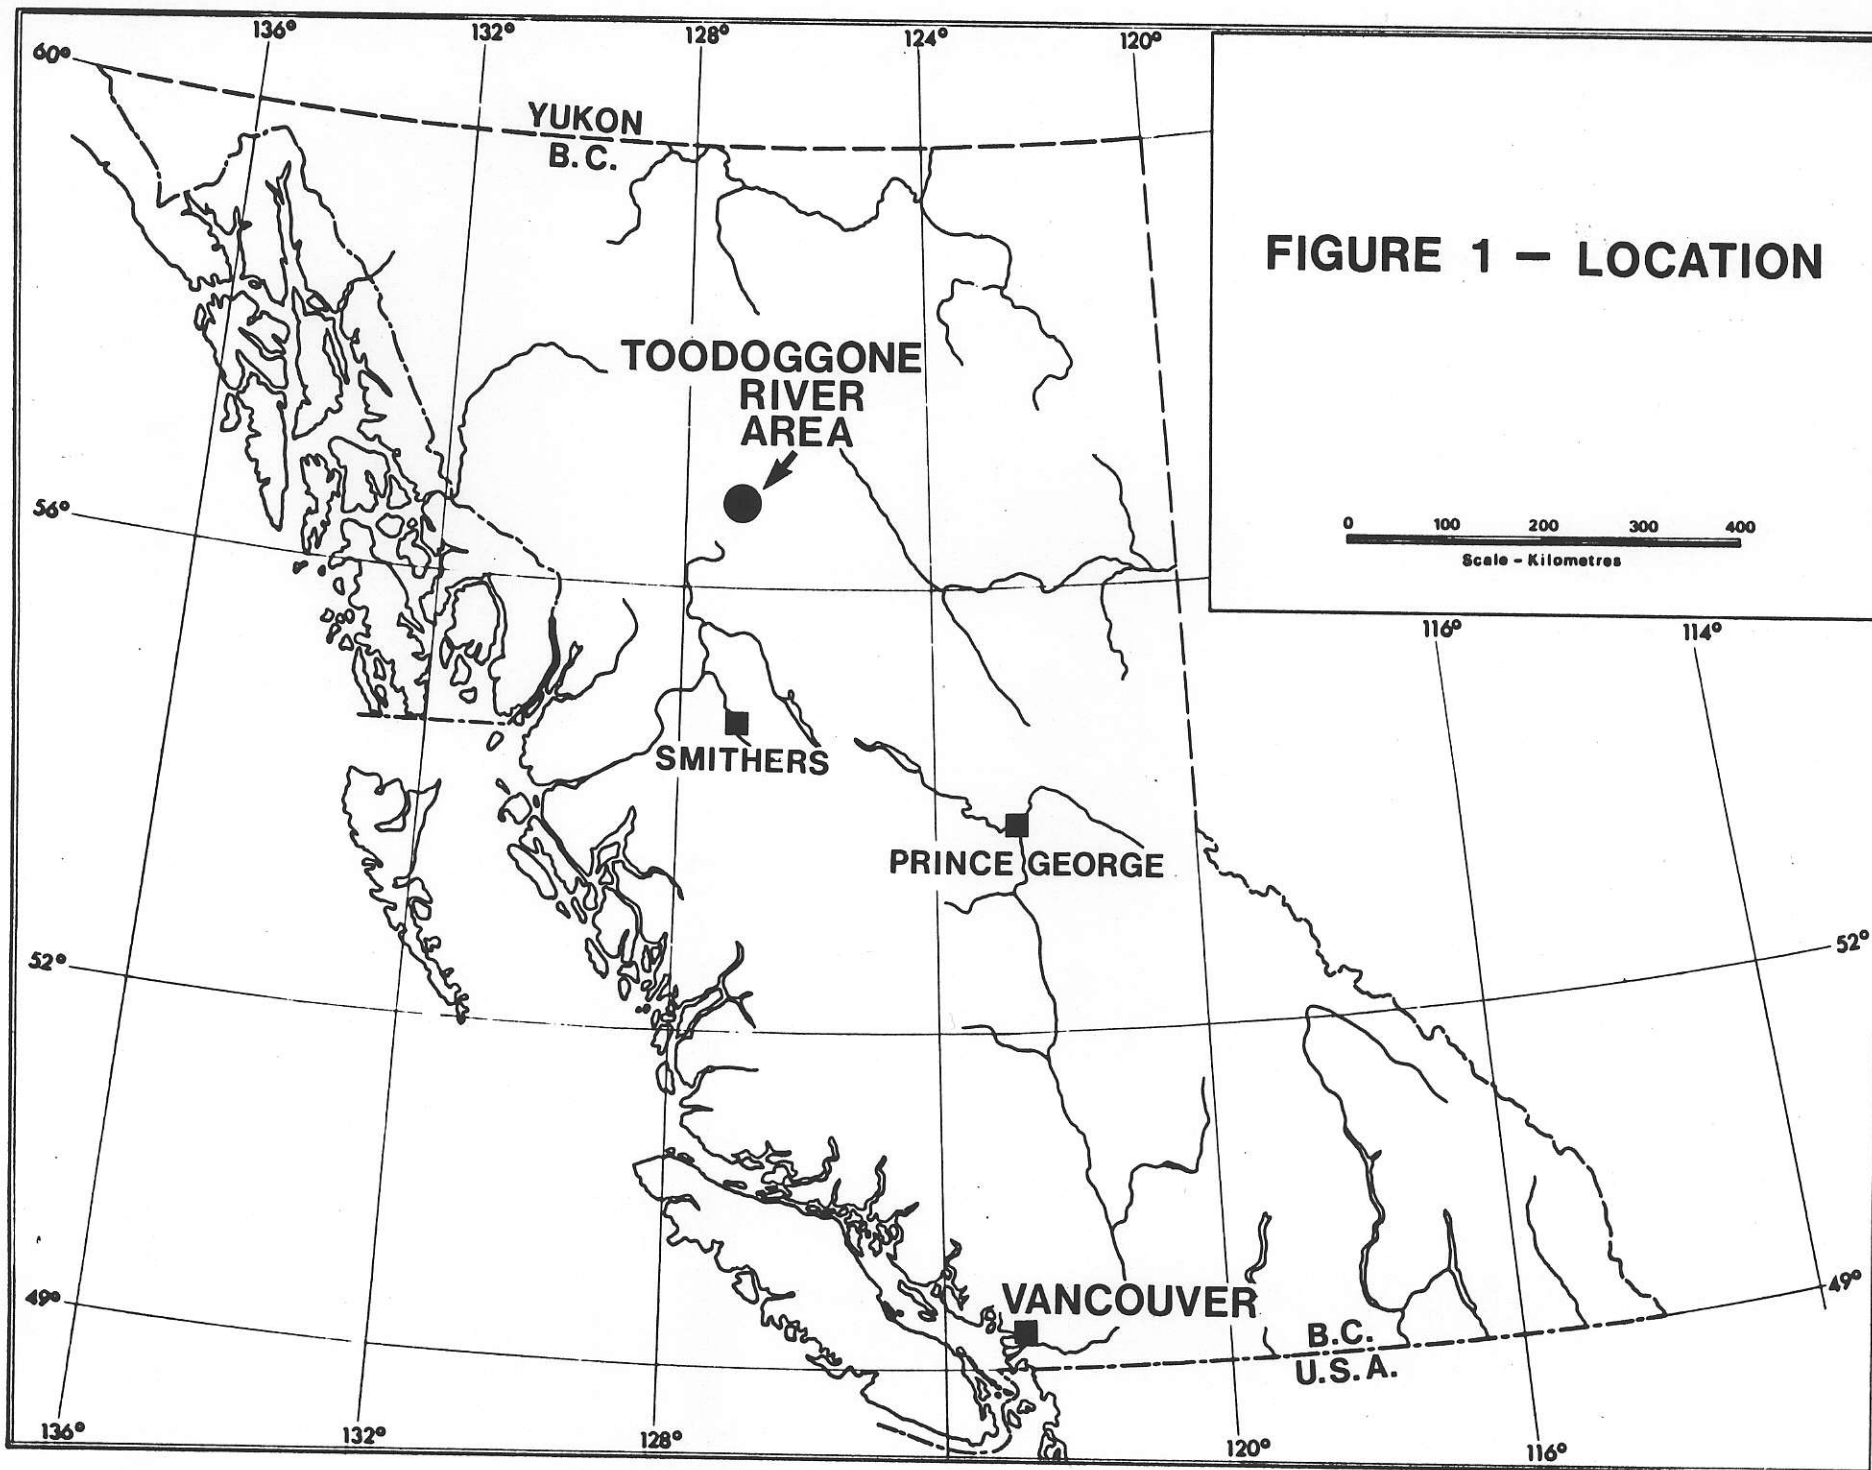 136°
132°
128°
124°
120°
60°
YUKON
B.C.
FIGURE 1 – LOCATION
TOODOGGONE
RIVER
AREA
56°
0 100 200 300 400
Scale - Kilometres
116°
114°
SMITHERS
PRINCE GEORGE
52°
52°
49°
VANCOUVER
49°
B.C.
U.S.A.
136°
132°
128°
120°
116°